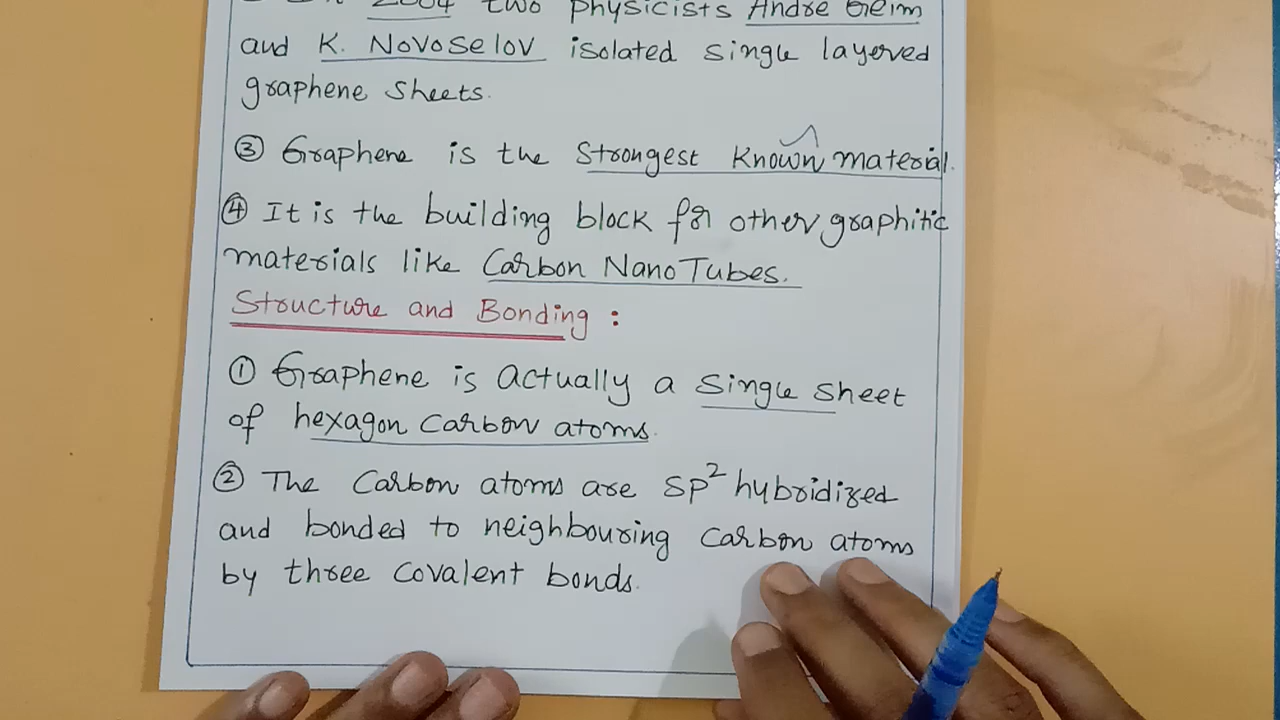 2004 two physicists Andre Geim
and K. Novoselov isolated single layered
graphene sheets.
③ Graphene is the strongest known material.
④ It is the building block for other graphitic
materials like Carbon NanoTubes.
Structure and Bonding :
① Graphene is actually a single sheet
of hexagon carbon atoms.
② The Carbon atoms are sp² hybridized
and bonded to neighbouring carbon atoms
by three covalent bonds.